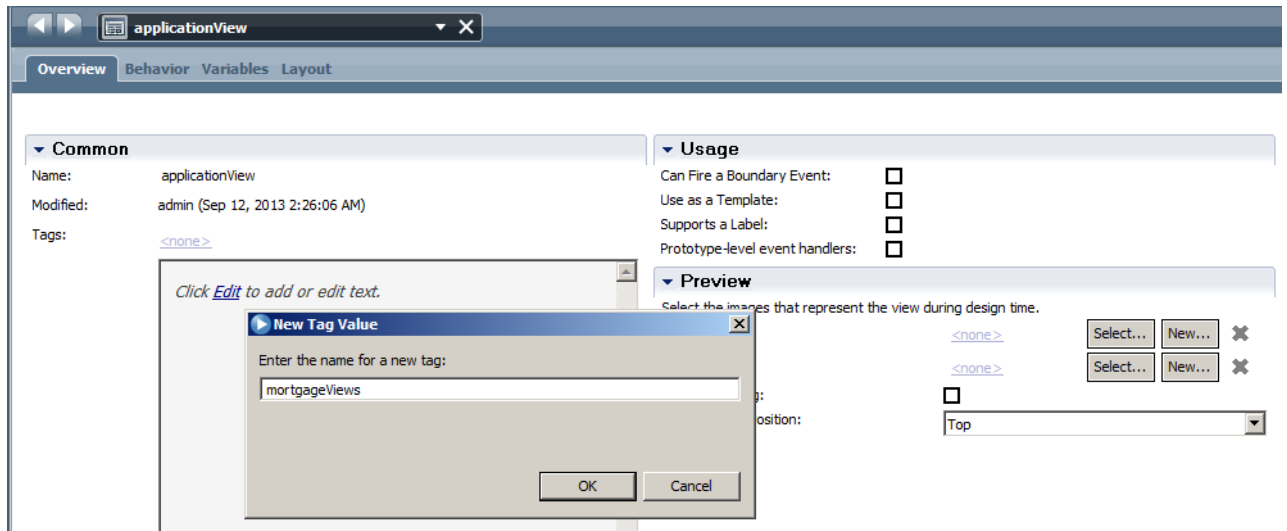 applicationView
Overview Behavior Variables Layout
Common
Name: applicationView
Modified: admin (Sep 12, 2013 2:26:06 AM)
Tags: <none>
Click Edit to add or edit text.
Usage
Can Fire a Boundary Event:
Use as a Template:
Supports a Label:
Prototype-level event handlers:
Preview
Select the images that represent the view during design time.
<none> Select... New...
<none> Select... New...
osition: Top
New Tag Value
Enter the name for a new tag:
mortgageViews
OK Cancel